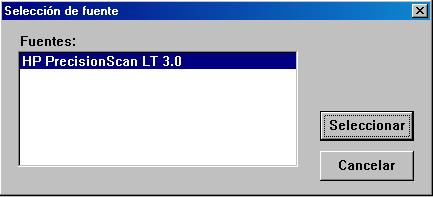 Selección de fuente
Fuentes:
HP PrecisionScan LT 3.0
Seleccionar
Cancelar